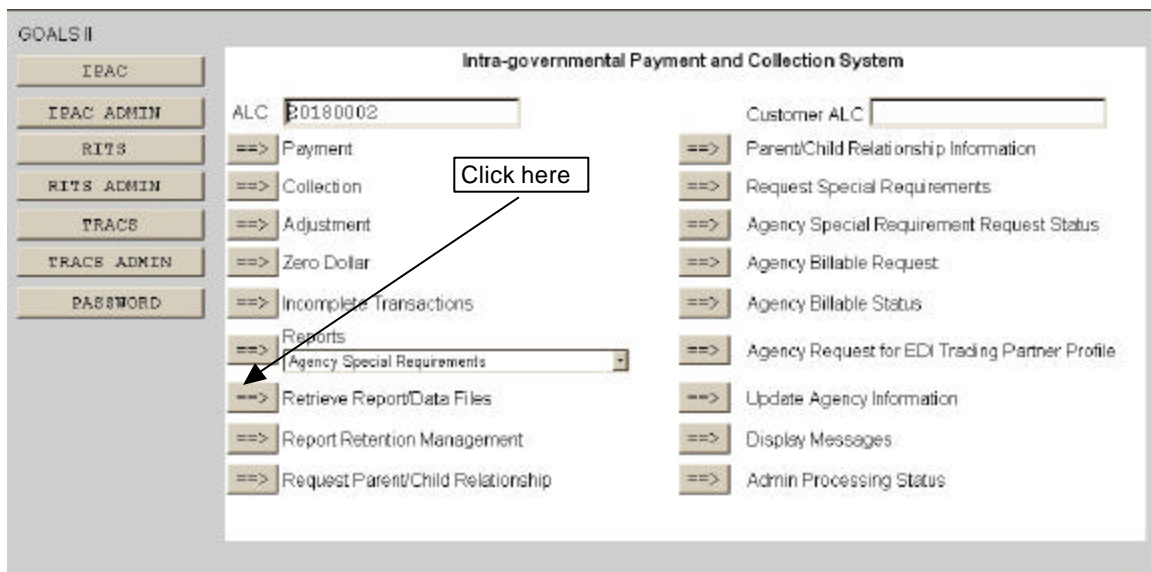 GOALS II
IPAC
IPAC ADMIN
RITS
RITS ADMIN
TRACS
TRACS ADMIN
PASSWORD
Intra-governmental Payment and Collection System
ALC 20180002
Customer ALC
==> Payment
==> Parent/Child Relationship Information
Click here
==> Collection
==> Request Special Requirements
==> Adjustment
==> Agency Special Requirement Request Status
==> Zero Dollar
==> Agency Billable Request
==> Incomplete Transactions
==> Agency Billable Status
==> Reports
Agency Special Requirements
==> Agency Request for EDI Trading Partner Profile
==> Retrieve Report/Data Files
==> Update Agency Information
==> Report Retention Management
==> Display Messages
==> Request Parent/Child Relationship
==> Admin Processing Status